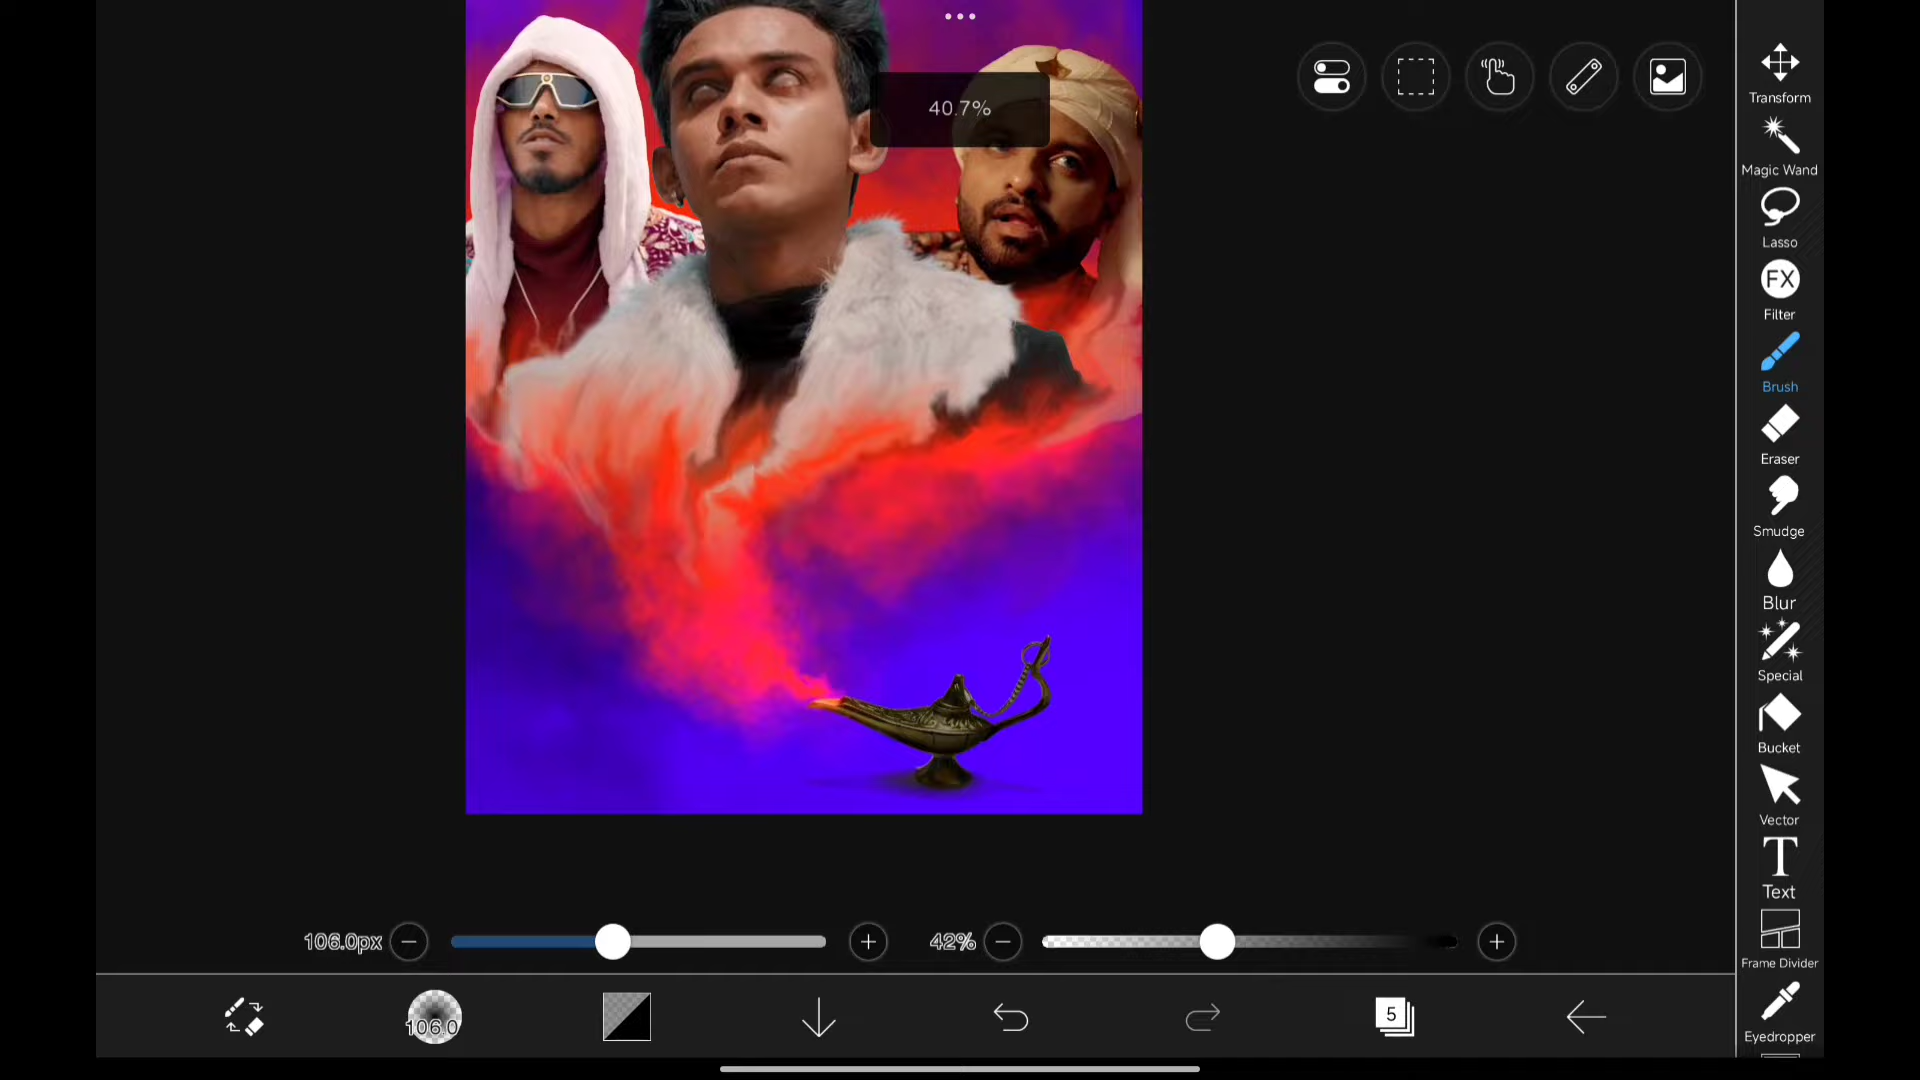 40.7%
Transform
Magic Wand
Lasso
FX
Filter
Brush
Eraser
Smudge
Blur
Special
Bucket
Vector
T
Text
Frame Divider
Eyedropper
106.0px
42%
106.0
5